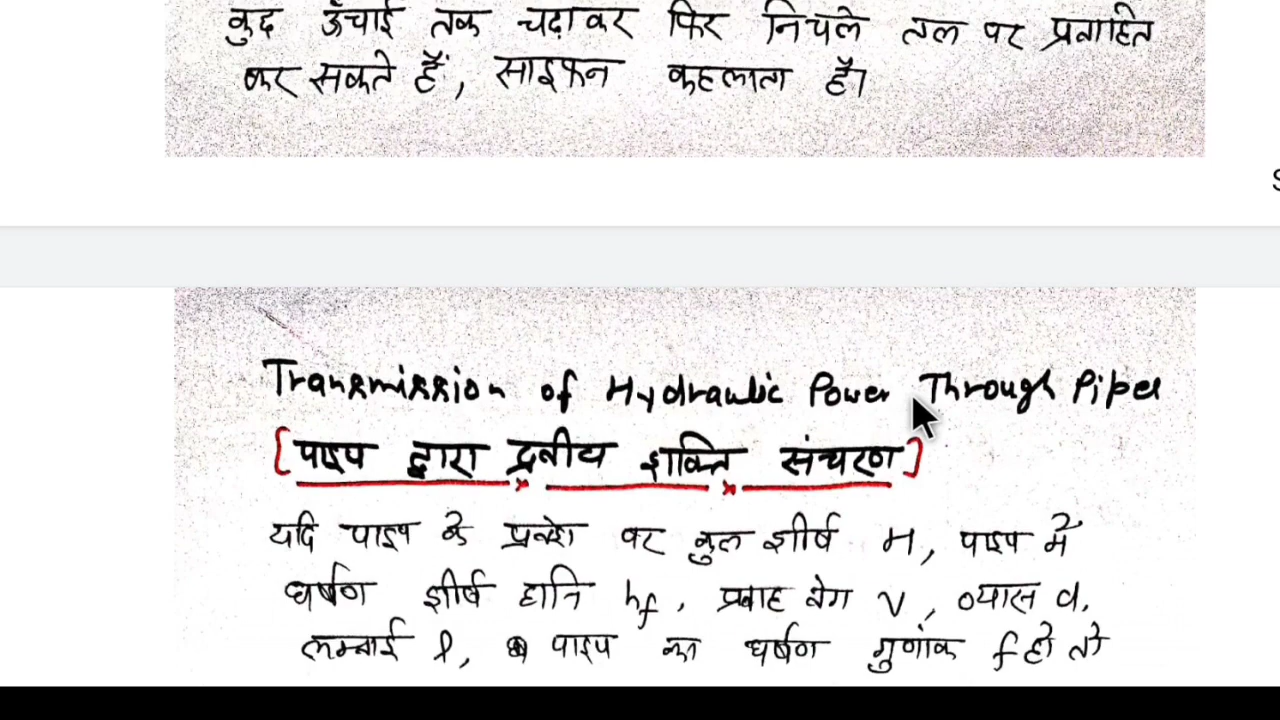 कुछ ऊँचाई तक चढ़ाकर फिर निचले तल पर प्रवाहित
कर सकते हैं, साइफन कहलाता है।
S
Transmission of Hydraulic Power Through Pipes
[पाइप द्वारा द्रवीय शक्ति संचरण]
यदि पाइप के प्रवेश पर कुल शीर्ष H, पाइप में
घर्षण शीर्ष हानि hf, प्रवाह वेग V, व्यास d,
लम्बाई l, पाइप का घर्षण गुणांक f हो तो